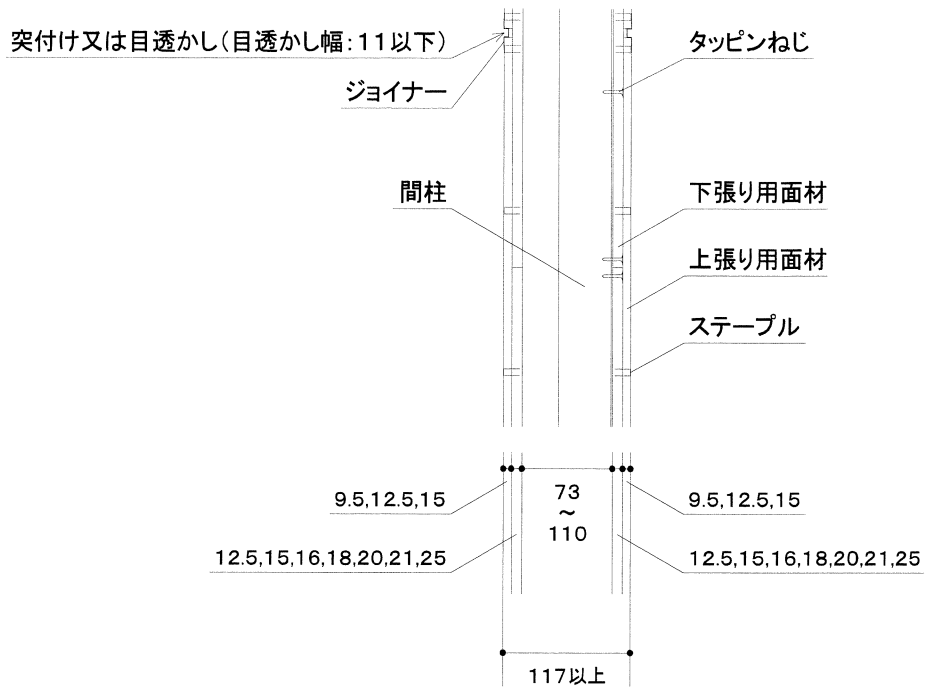 突付け又は目透かし(目透かし幅:11以下)
ジョイナー
間柱
タッピンねじ
下張り用面材
上張り用面材
ステープル
9.5,12.5,15
12.5,15,16,18,20,21,25
73
~
110
9.5,12.5,15
12.5,15,16,18,20,21,25
117以上